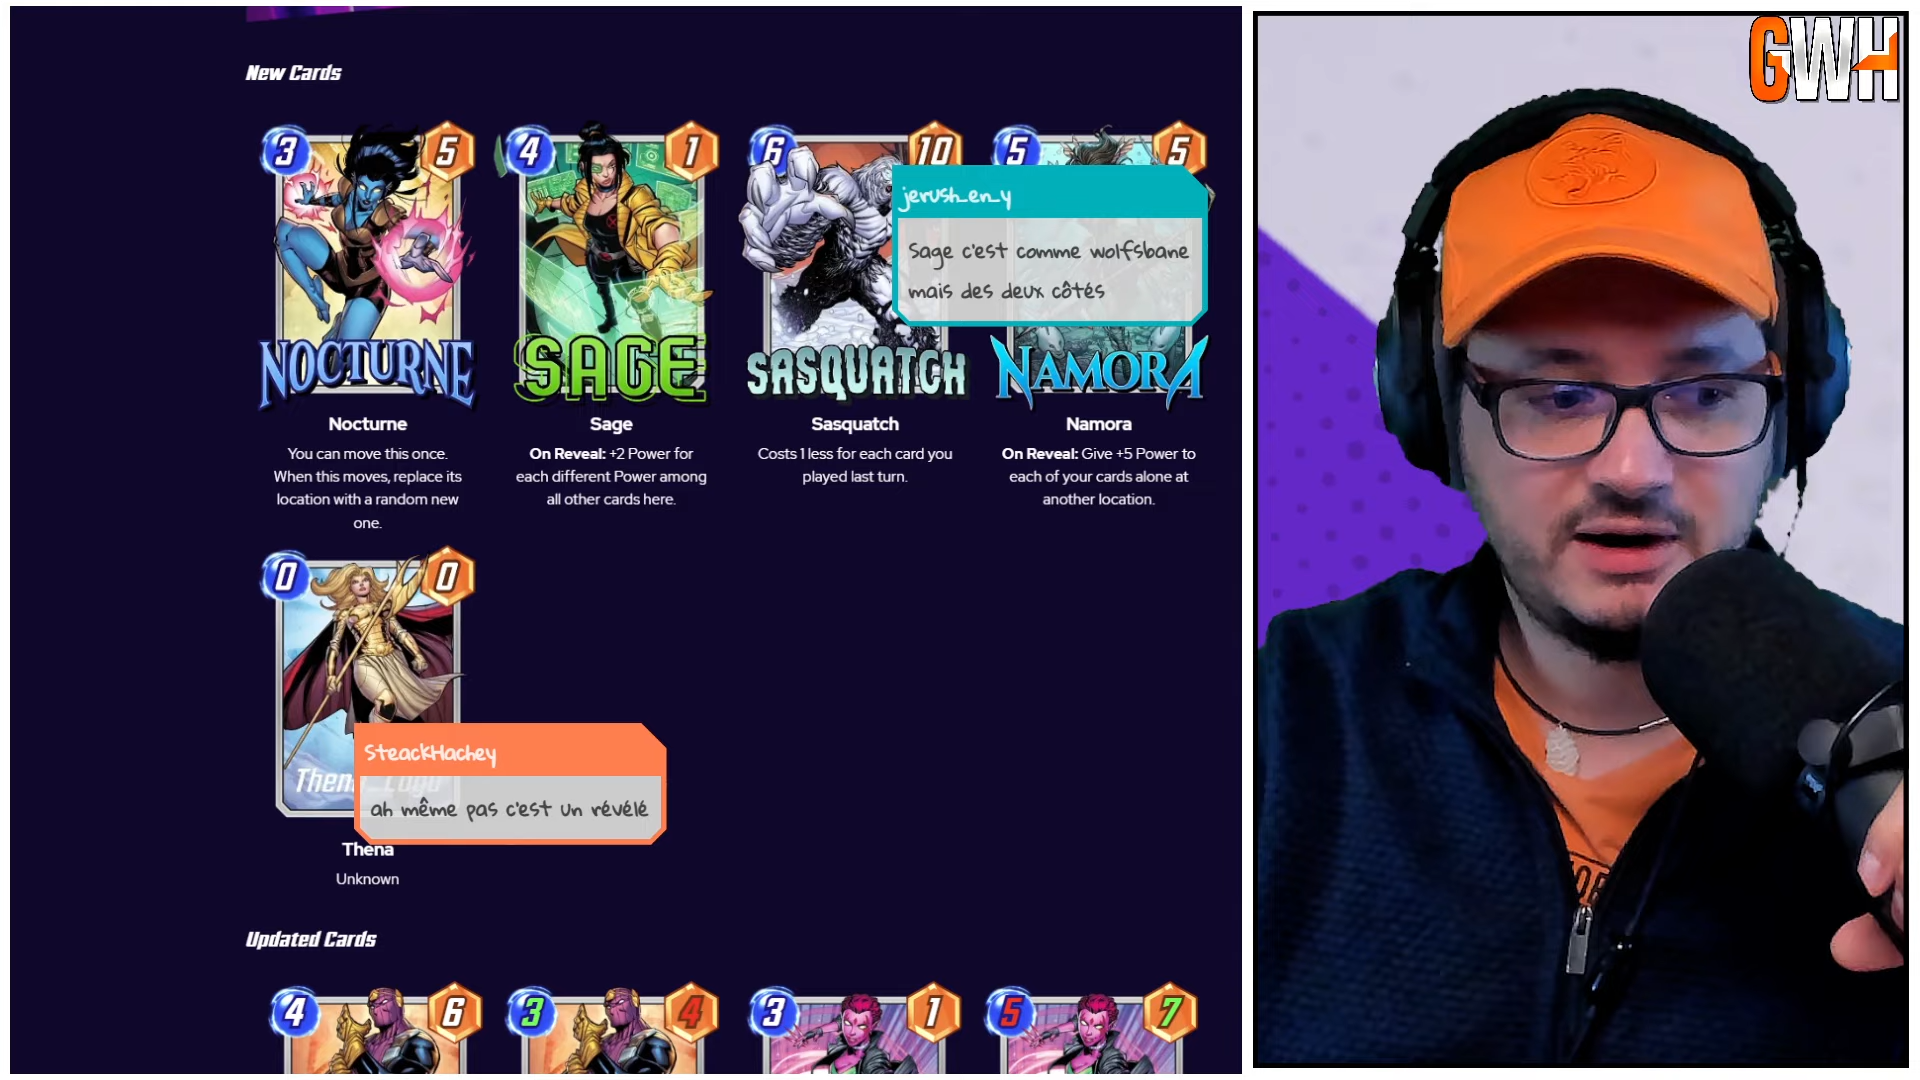 GWH
New Cards
3
5
4
1
6
10
5
5
jerush_en_y
Sage c'est comme wolfsbane
mais des deux côtés
NOCTURNE
SAGE
SASQUATCH
NAMORA
Nocturne
You can move this once.
When this moves, replace its
location with a random new
one.
Sage
On Reveal: +2 Power for
each different Power among
all other cards here.
Sasquatch
Costs 1 less for each card you
played last turn.
Namora
On Reveal: Give +5 Power to
each of your cards alone at
another location.
0
0
SteackHachey
ah même pas c'est un révélé
Thena
Unknown
Updated Cards
4
6
3
4
3
1
5
7